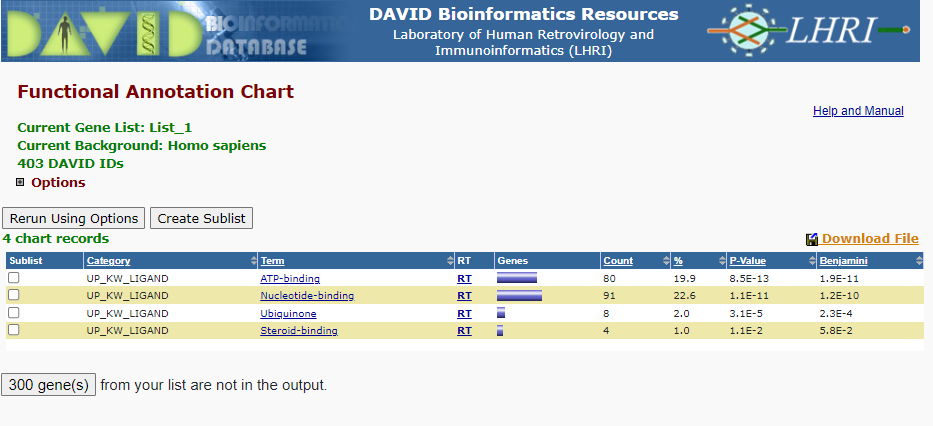 DAVID BIOINFORMATICS DATABASE
DAVID Bioinformatics Resources
Laboratory of Human Retrovirology and
Immunoinformatics (LHRI)
LHRI
Functional Annotation Chart
Help and Manual
Current Gene List: List_1
Current Background: Homo sapiens
403 DAVID IDs
Options
Rerun Using Options Create Sublist
4 chart records Download File
Sublist Category Term RT Genes Count % P-Value Benjamini
UP_KW_LIGAND ATP-binding RT 80 19.9 8.5E-13 1.9E-11
UP_KW_LIGAND Nucleotide-binding RT 91 22.6 1.1E-11 1.2E-10
UP_KW_LIGAND Ubiquinone RT 8 2.0 3.1E-5 2.3E-4
UP_KW_LIGAND Steroid-binding RT 4 1.0 1.1E-2 5.8E-2
300 gene(s) from your list are not in the output.